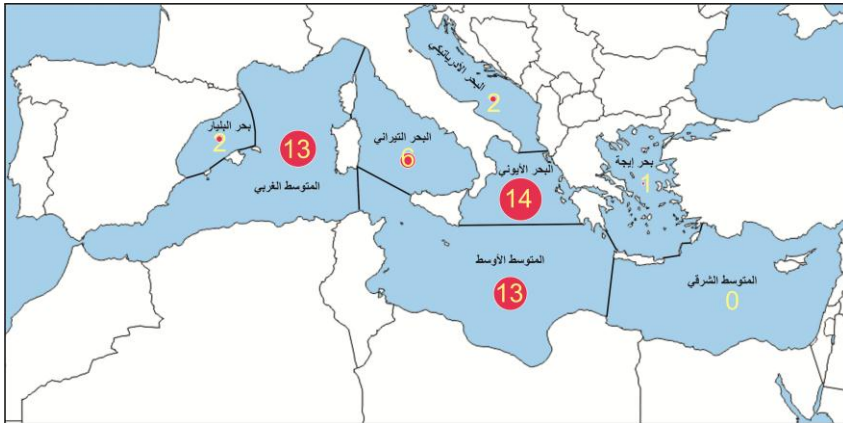 البحر الأدرياتيكي
2
بحر البليار
2
13
المتوسط الغربي
البحر التيراني
6
البحر الأيوني
14
بحر إيجة
1
المتوسط الأوسط
13
المتوسط الشرقي
0